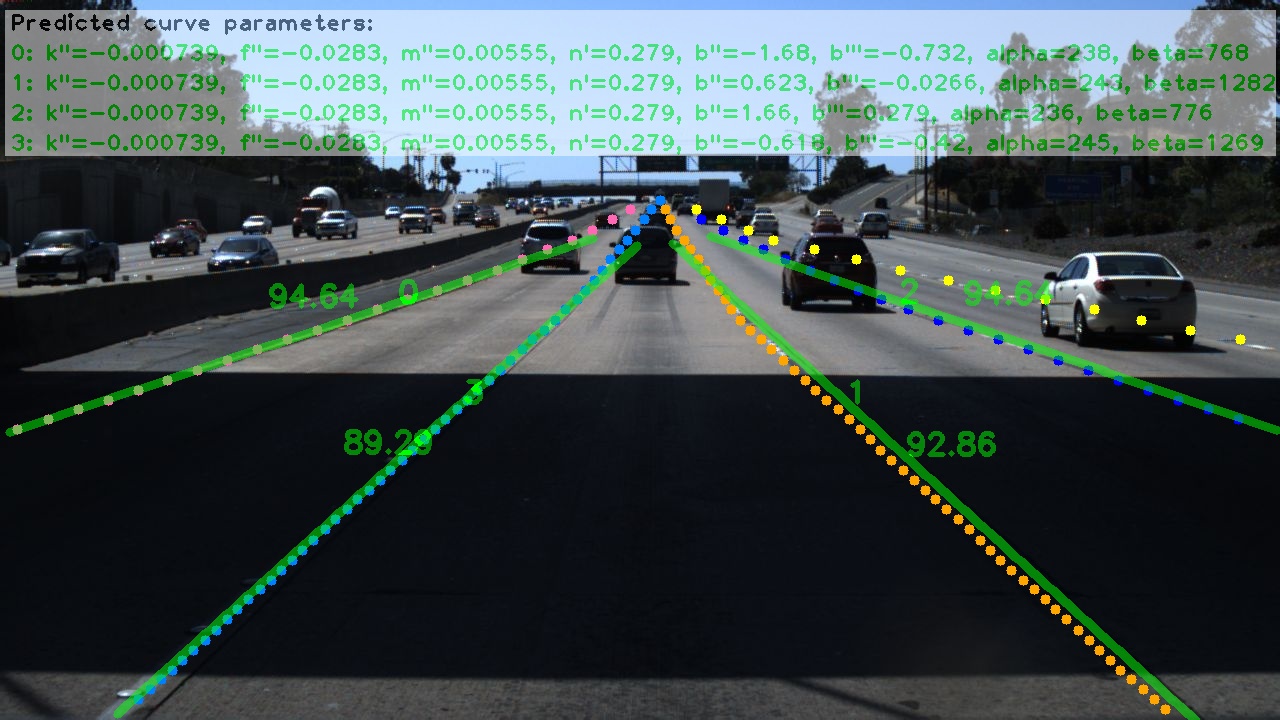 Predicted curve parameters:
0: k''=-0.000739, f''=-0.0283, m''=0.00555, n'=0.279, b''=-1.68, b'''=-0.732, alpha=238, beta=768
1: k''=-0.000739, f''=-0.0283, m''=0.00555, n'=0.279, b''=0.623, b'''=-0.0266, alpha=243, beta=1282
2: k''=-0.000739, f''=-0.0283, m''=0.00555, n'=0.279, b''=1.66, b'''=0.279, alpha=236, beta=776
3: k''=-0.000739, f''=-0.0283, m''=0.00555, n'=0.279, b''=-0.618, b'''=-0.42, alpha=245, beta=1269
94.64 0 2 94.64
3 1
89.29 92.86